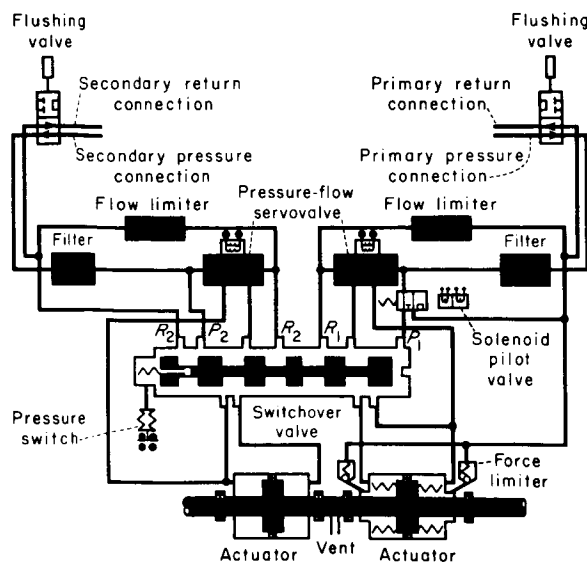 Flushing
valve
Flushing
valve
Secondary return
connection
Primary return
connection
Secondary pressure
connection
Primary pressure
connection
Pressure-flow
servovalve
Flow limiter
Flow limiter
Filter
Filter
R2
P2
R2
R1
P1
Solenoid
pilot
valve
Pressure
switch
Switchover
valve
Force
limiter
Actuator
Vent
Actuator